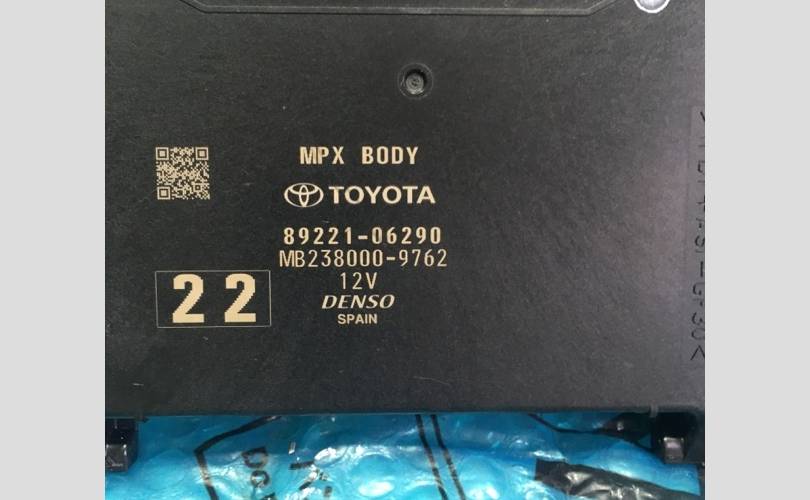 MPX BODY
TOYOTA
89221-06290
MB238000-9762
12V
22
DENSO
SPAIN